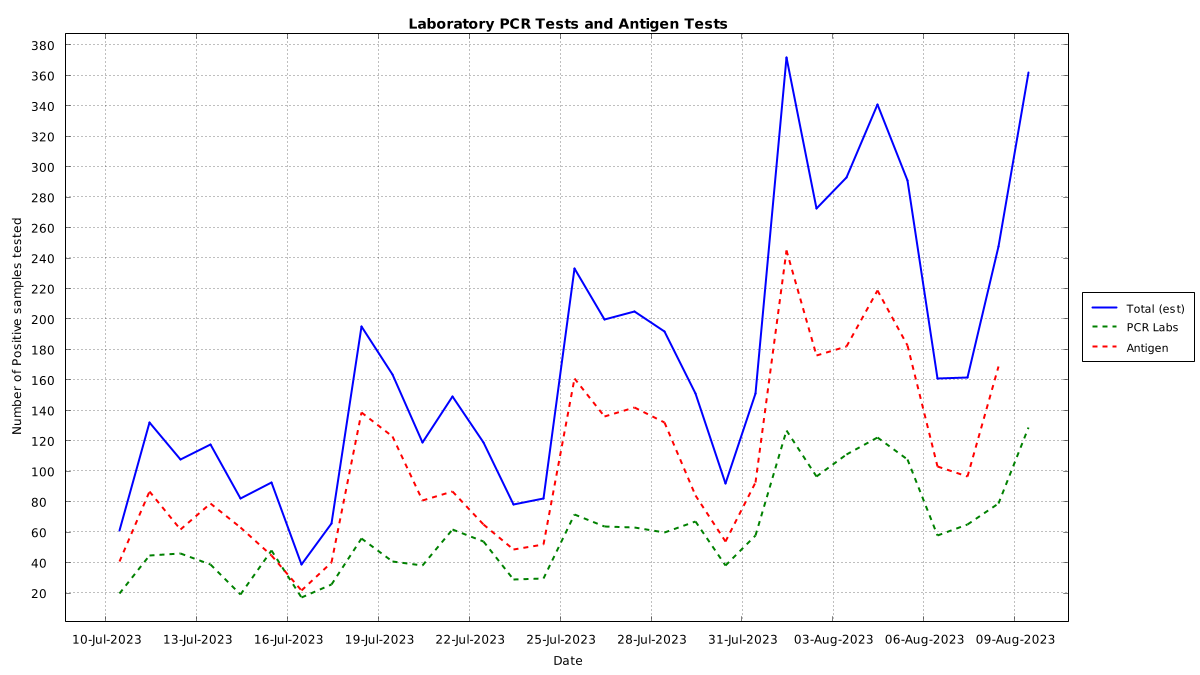 Laboratory PCR Tests and Antigen Tests
380
360
340
320
300
280
260
240
220
200
180
160
140
120
100
80
60
40
20
Number of Positive samples tested
10-Jul-2023 13-Jul-2023 16-Jul-2023 19-Jul-2023 22-Jul-2023 25-Jul-2023 28-Jul-2023 31-Jul-2023 03-Aug-2023 06-Aug-2023 09-Aug-2023
Date
Total (est)
PCR Labs
Antigen